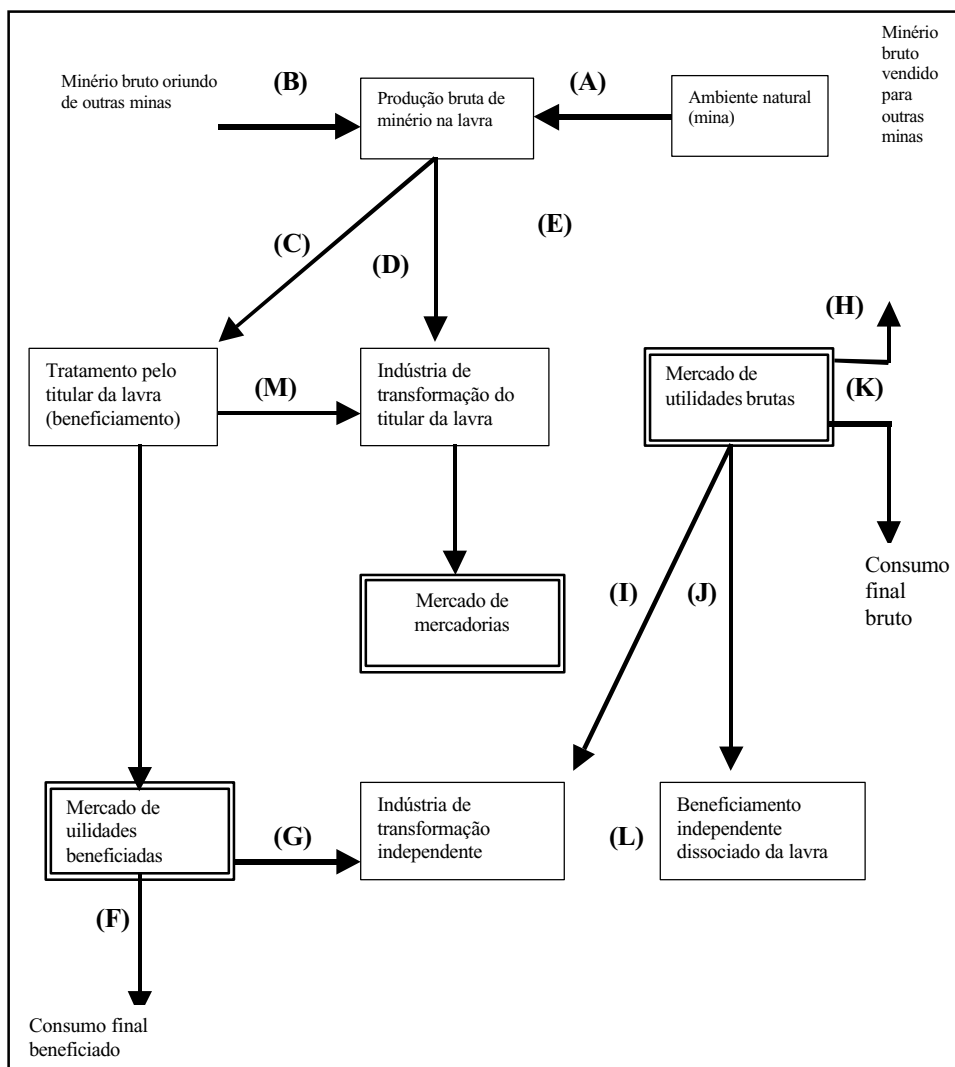 Minério
bruto
vendido
para
outras
minas
Minério bruto oriundo
de outras minas
(B)
Produção bruta de
minério na lavra
(A)
Ambiente natural
(mina)
(C)
(D)
(E)
(H)
Tratamento pelo
titular da lavra
(beneficiamento)
(M)
Indústria de
transformação do
titular da lavra
Mercado de
utilidades brutas
(K)
Consumo
final
bruto
Mercado de
mercadorias
(I)
(J)
Mercado de
uilidades
beneficiadas
(G)
Indústria de
transformação
independente
(L)
Beneficiamento
independente
dissociado da lavra
(F)
Consumo final
beneficiado